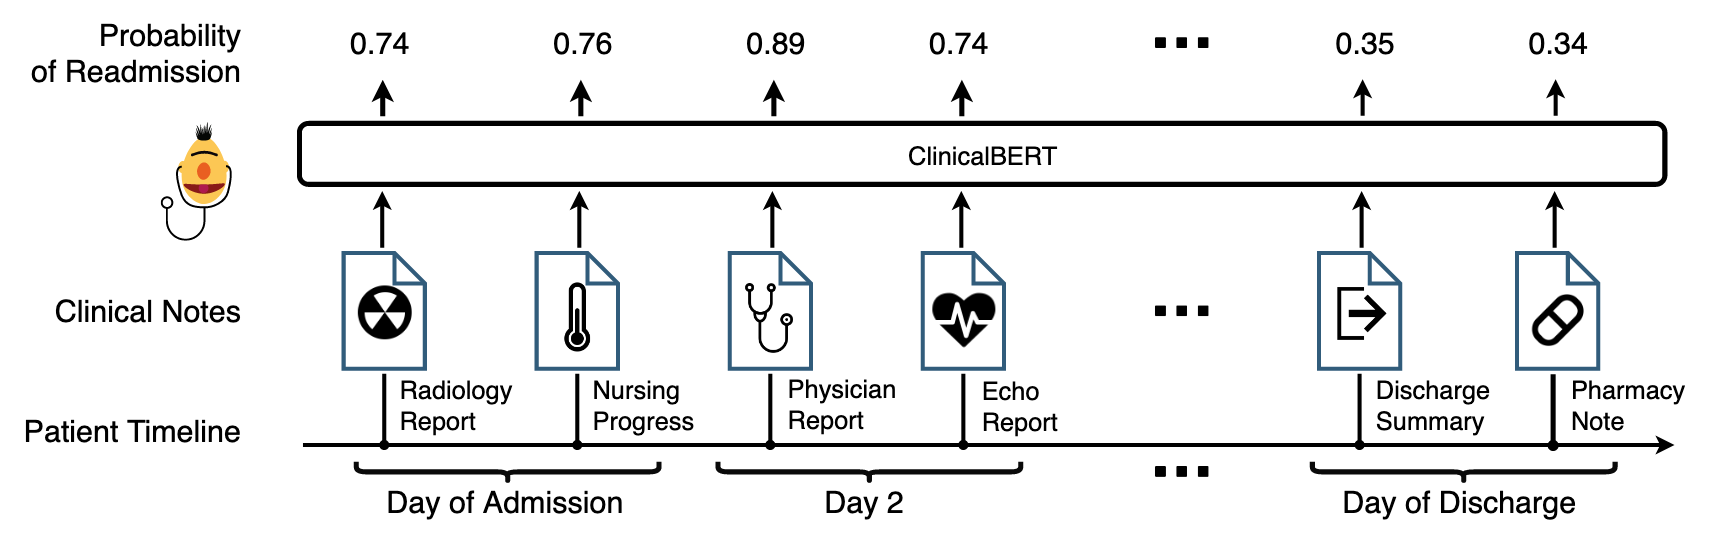 Probability
of Readmission
0.74
0.76
0.89
0.74
0.35
0.34
ClinicalBERT
Clinical Notes
Radiology
Report
Nursing
Progress
Physician
Report
Echo
Report
Discharge
Summary
Pharmacy
Note
Patient Timeline
Day of Admission
Day 2
Day of Discharge